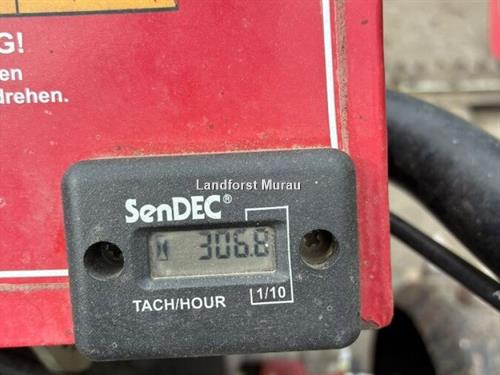 G!
en
drehen.
Landforst Murau
SenDEC®
306.8
TACH/HOUR
1/10